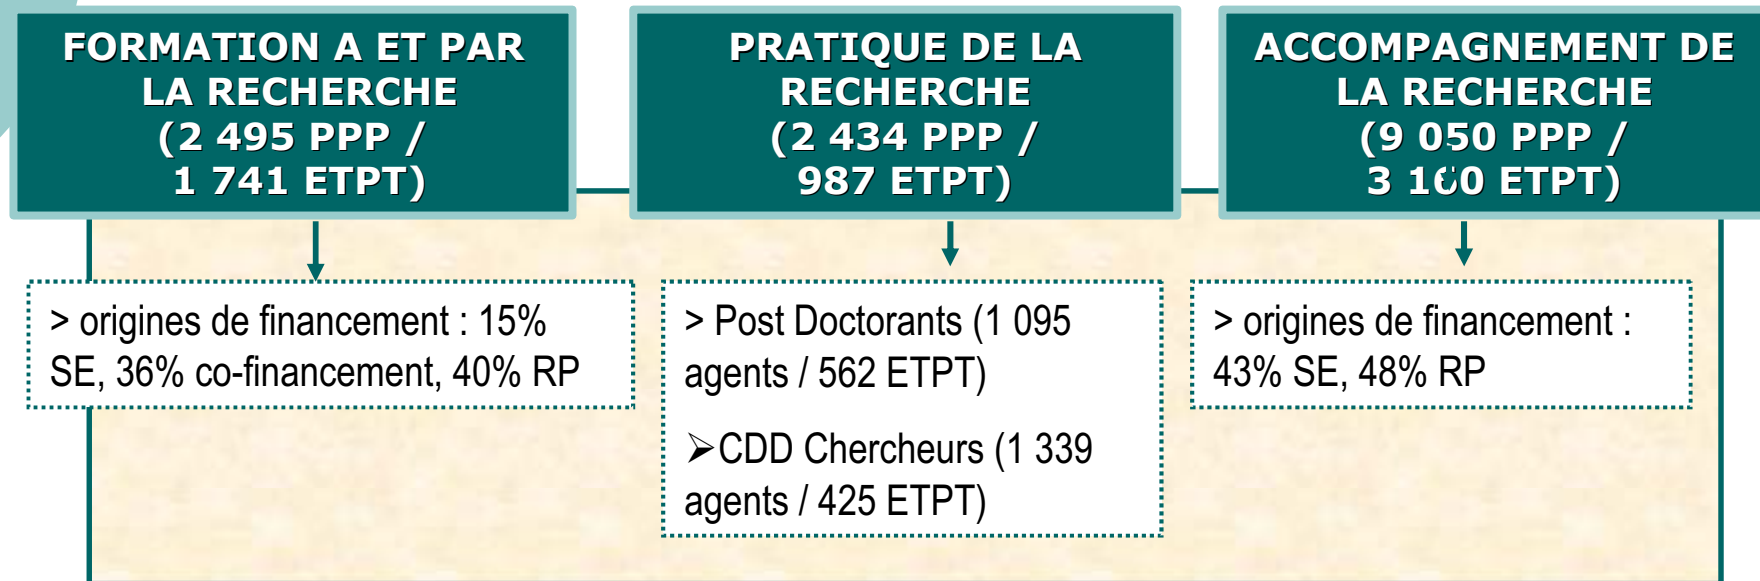 FORMATION A ET PAR
LA RECHERCHE
(2 495 PPP /
1 741 ETPT)
PRATIQUE DE LA
RECHERCHE
(2 434 PPP /
987 ETPT)
ACCOMPAGNEMENT DE
LA RECHERCHE
(9 050 PPP /
ETPT)
> origines de financement : 15%
SE, 36% co-financement, 40% RP
> Post Doctorants (1 095
agents / 562 ETPT)
➢CDD Chercheurs (1 339
agents / 425 ETPT)
> origines de financement :
43% SE, 48% RP